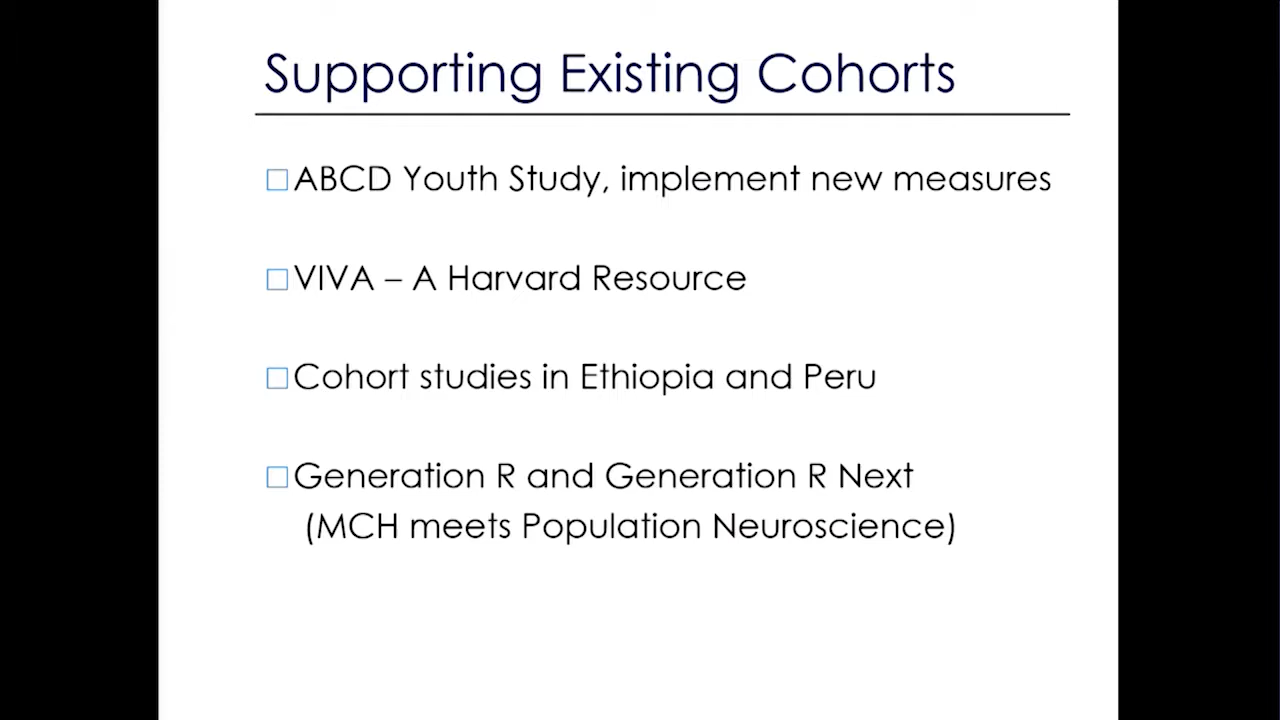 Supporting Existing Cohorts
ABCD Youth Study, implement new measures
VIVA – A Harvard Resource
Cohort studies in Ethiopia and Peru
Generation R and Generation R Next
(MCH meets Population Neuroscience)